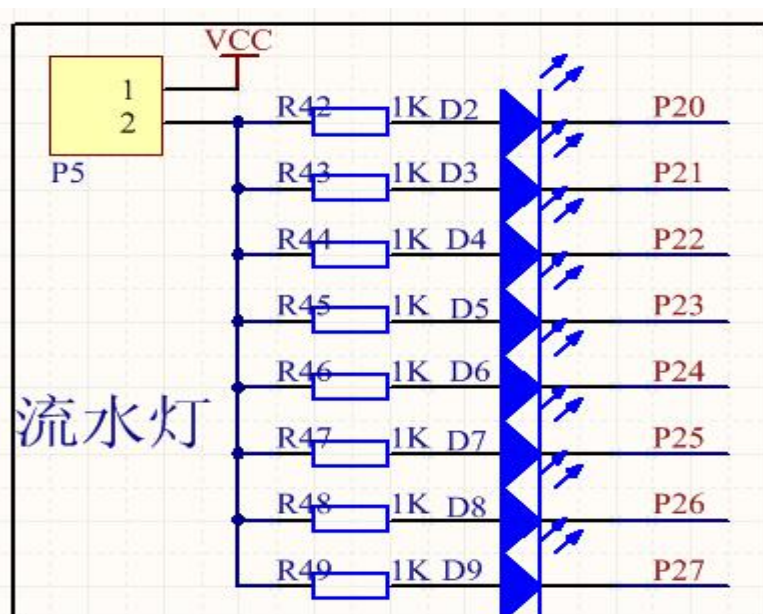 VCC
1
2
P5
R42 1K D2 P20
R43 1K D3 P21
R44 1K D4 P22
R45 1K D5 P23
R46 1K D6 P24
流水灯
R47 1K D7 P25
R48 1K D8 P26
R49 1K D9 P27